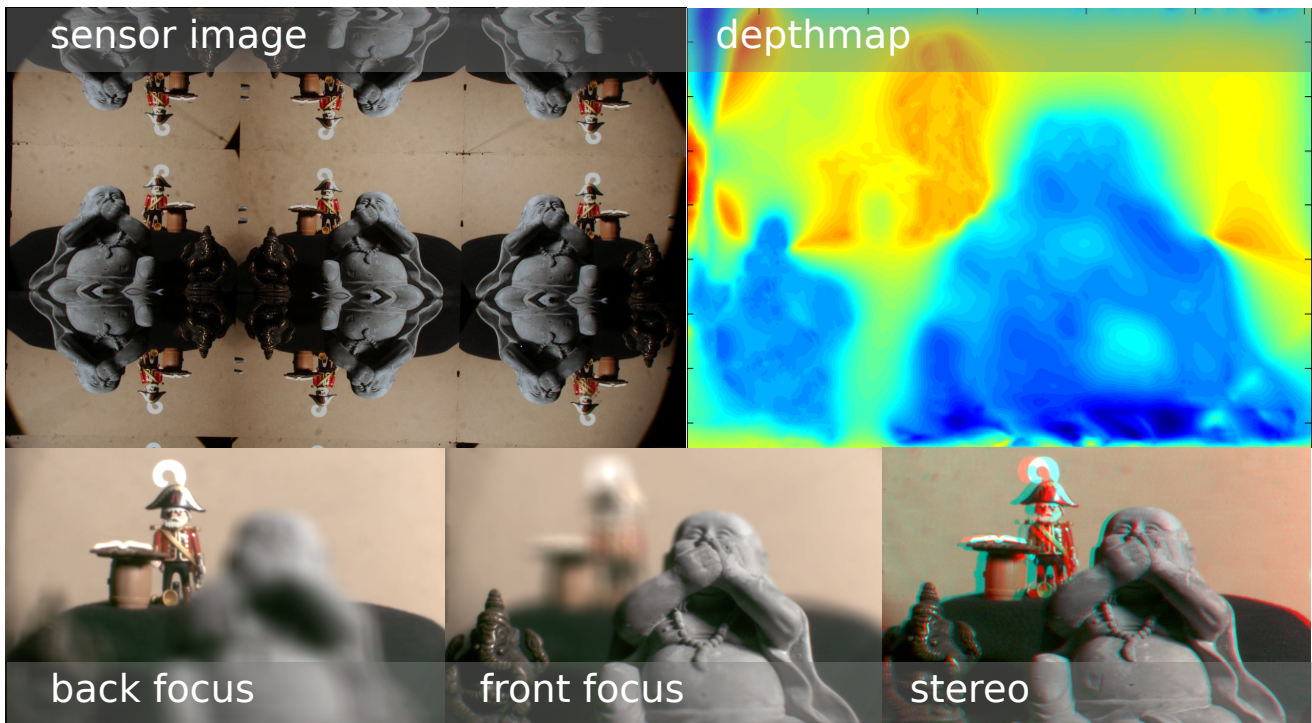 sensor image
depthmap
back focus
front focus
stereo